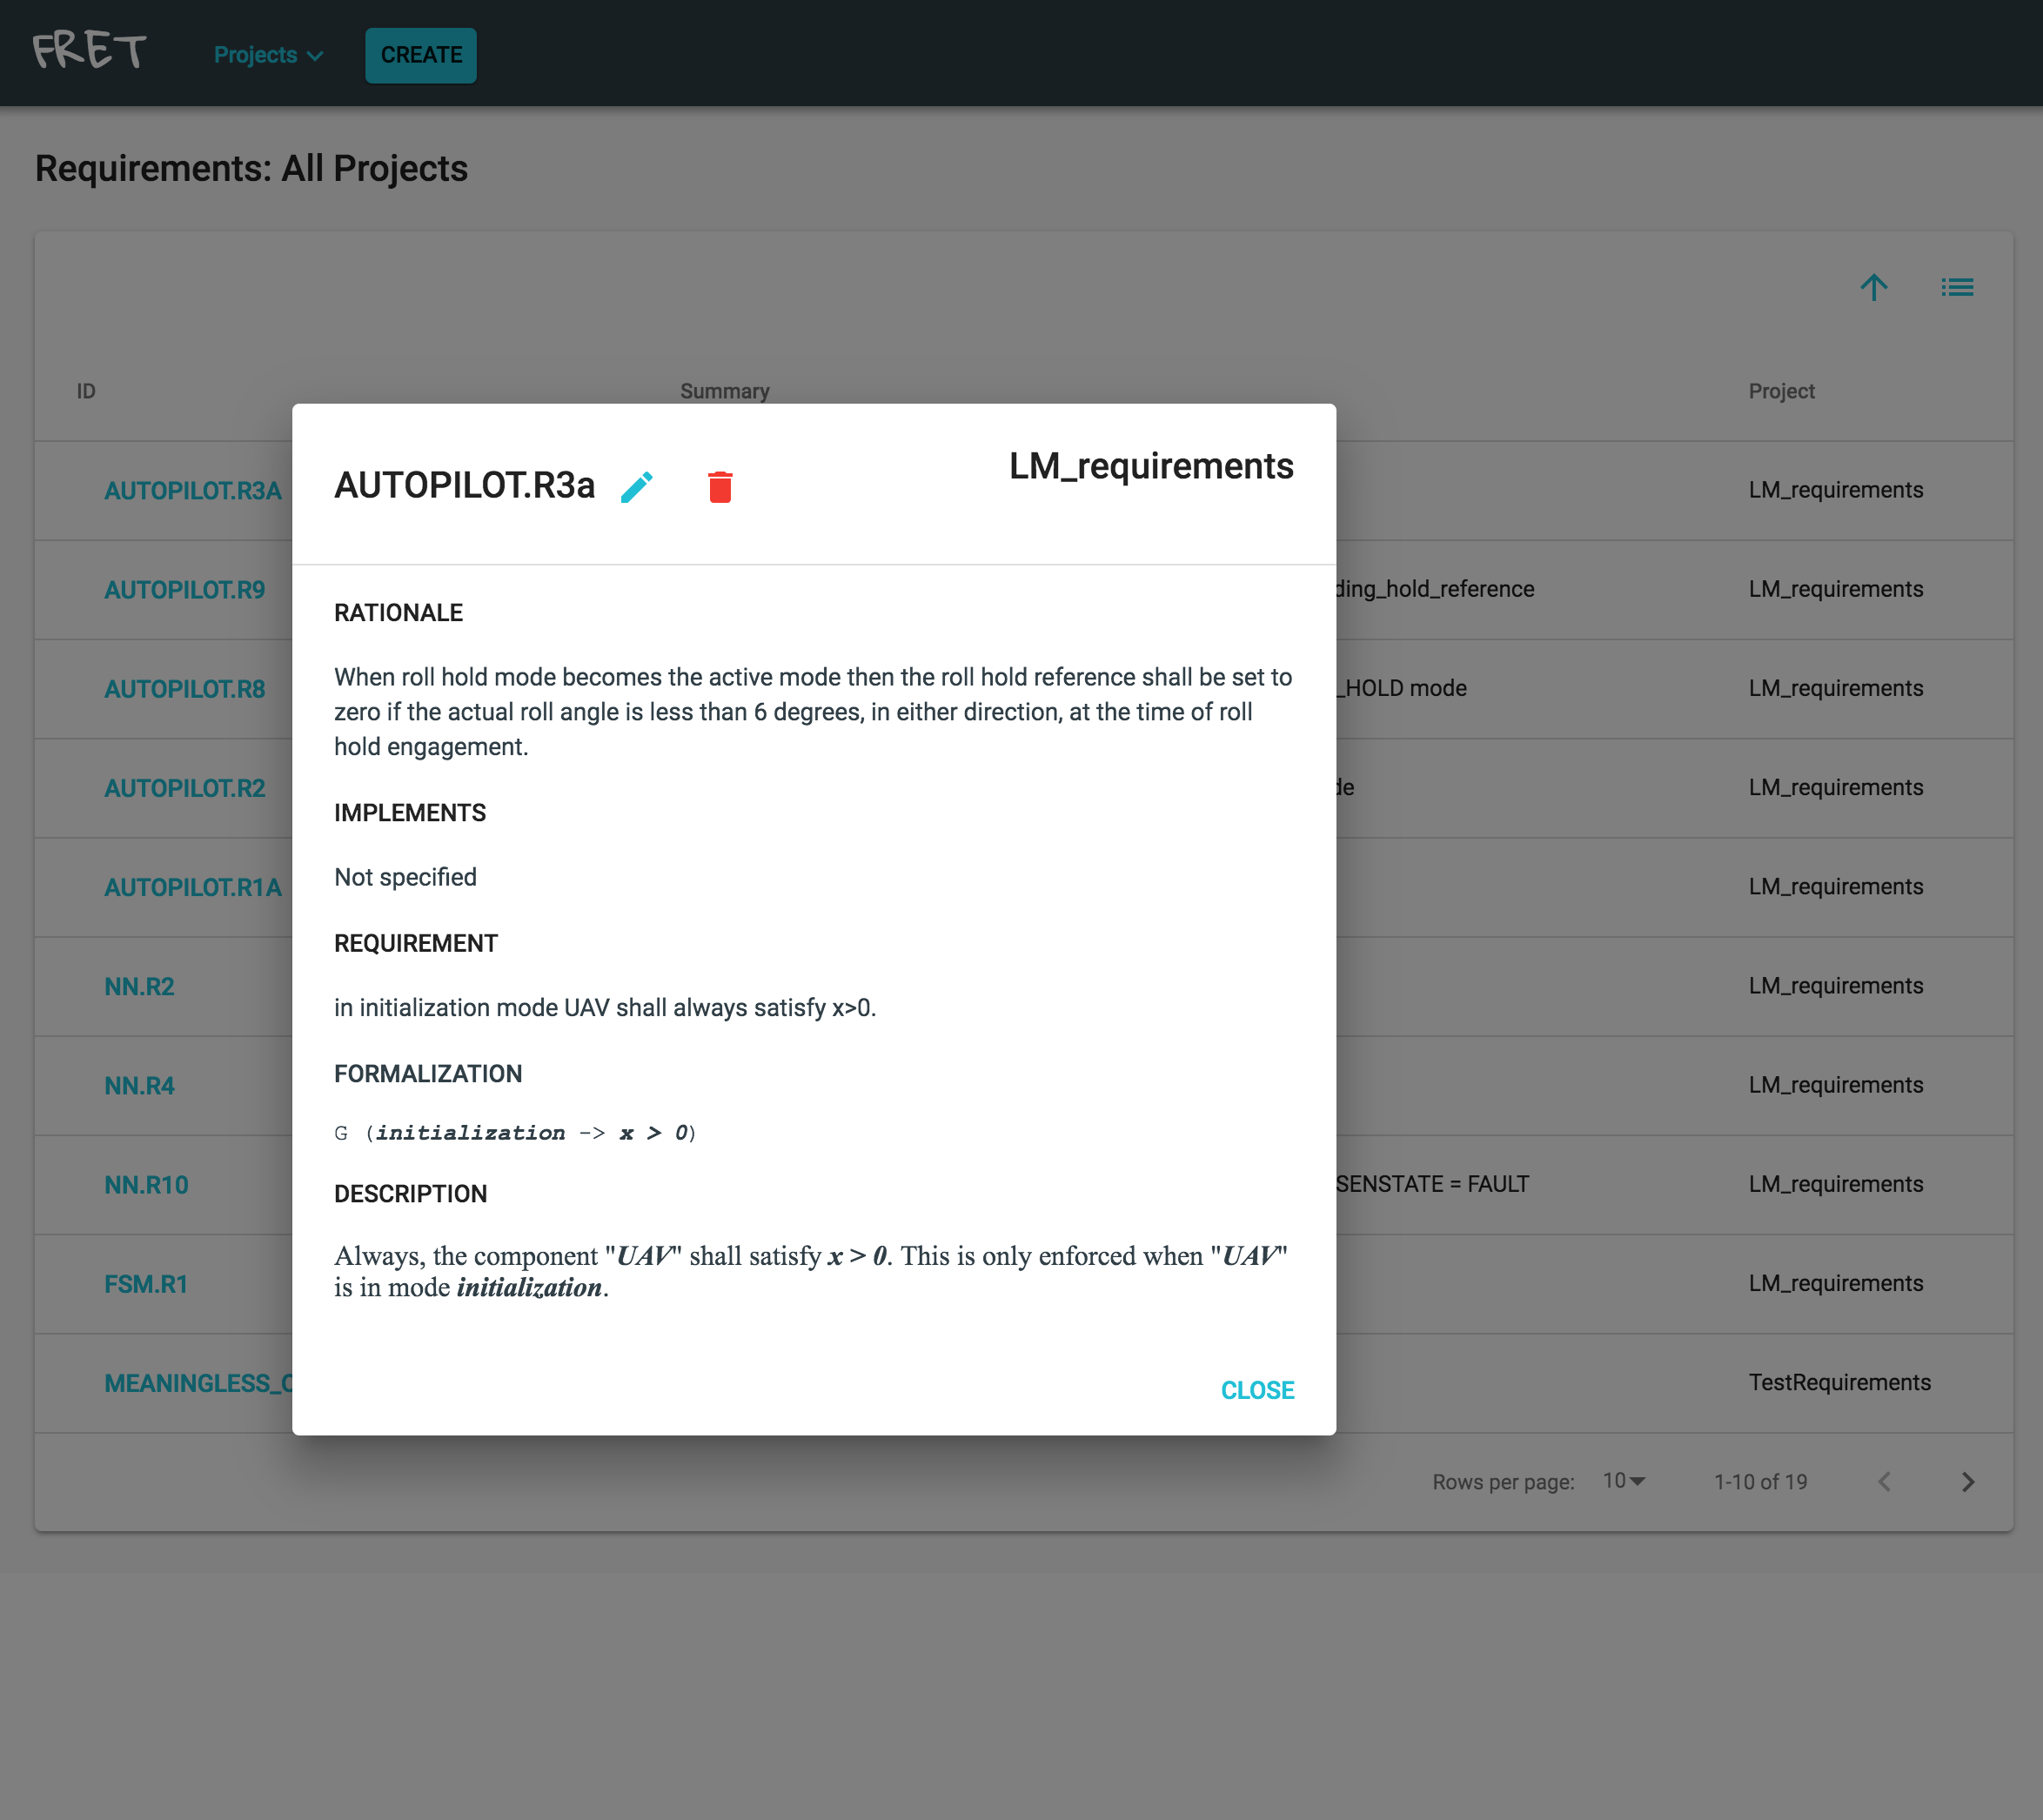 FRET
Projects
CREATE
Requirements: All Projects
ID
Summary
Project
AUTOPILOT.R3A
LM_requirements
AUTOPILOT.R9
ding_hold_reference
LM_requirements
AUTOPILOT.R8
_HOLD mode
LM_requirements
AUTOPILOT.R2
de
LM_requirements
AUTOPILOT.R1A
LM_requirements
NN.R2
LM_requirements
NN.R4
LM_requirements
NN.R10
SENSTATE = FAULT
LM_requirements
FSM.R1
LM_requirements
MEANINGLESS_
TestRequirements
Rows per page:
10
1-10 of 19
AUTOPILOT.R3a
LM_requirements
RATIONALE
When roll hold mode becomes the active mode then the roll hold reference shall be set to
zero if the actual roll angle is less than 6 degrees, in either direction, at the time of roll
hold engagement.
IMPLEMENTS
Not specified
REQUIREMENT
in initialization mode UAV shall always satisfy x>0.
FORMALIZATION
G (initialization -> x > 0)
DESCRIPTION
Always, the component "UAV" shall satisfy x > 0. This is only enforced when "UAV"
is in mode initialization.
CLOSE